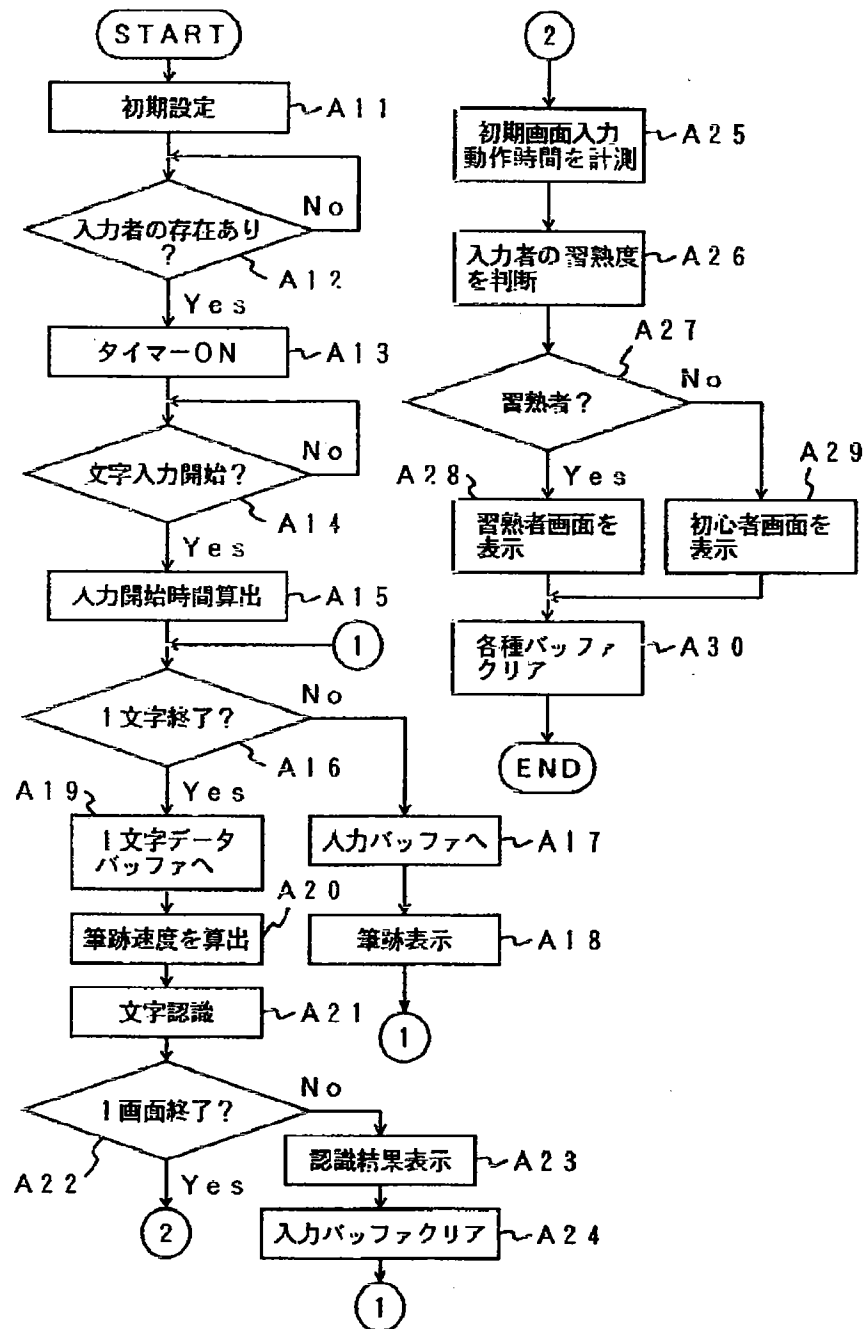 START
初期設定
A11
入力者の存在あり
?
No
A12
Yes
タイマーON
A13
文字入力開始?
No
A14
Yes
入力開始時間算出
A15
1
1文字終了?
No
A16
Yes
A19
1文字データ
バッファへ
入力バッファへ
A17
A20
筆跡速度を算出
筆跡表示
A18
文字認識
A21
1
1画面終了?
No
A22
Yes
認識結果表示
A23
2
入力バッファクリア
A24
1
2
初期画面入力
動作時間を計測
A25
入力者の習熟度
を判断
A26
A27
習熟者?
No
A28
Yes
A29
習熟者画面を
表示
初心者画面を
表示
各種バッファ
クリア
A30
END